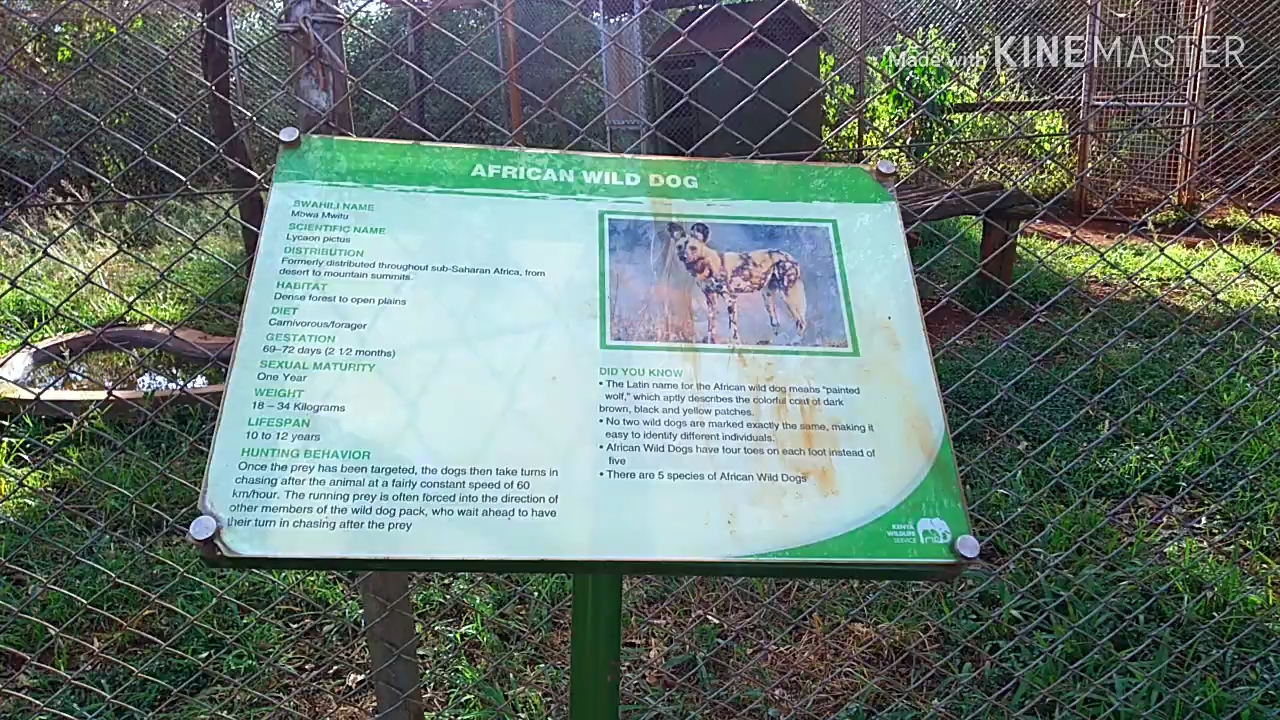 Made with KINEMASTER
AFRICAN WILD DOG
SWAHILI NAME
Mbwa Mwitu
SCIENTIFIC NAME
Lycaon pictus
DISTRIBUTION
Formerly distributed throughout sub-Saharan Africa, from
desert to mountain summits.
HABITAT
Dense forest to open plains
DIET
Carnivorous/forager
GESTATION
69–72 days (2 1/2 months)
SEXUAL MATURITY
One Year
WEIGHT
18 – 34 Kilograms
LIFESPAN
10 to 12 years
HUNTING BEHAVIOR
Once the prey has been targeted, the dogs then take turns in
chasing after the animal at a fairly constant speed of 60
km/hour. The running prey is often forced into the direction of
other members of the wild dog pack, who wait ahead to have
their turn in chasing after the prey
DID YOU KNOW
• The Latin name for the African wild dog means "painted
wolf," which aptly describes the colorful coat of dark
brown, black and yellow patches.
• No two wild dogs are marked exactly the same, making it
easy to identify different individuals.
• African Wild Dogs have four toes on each foot instead of
five
• There are 5 species of African Wild Dogs
KENYA
WILDLIFE
SERVICE